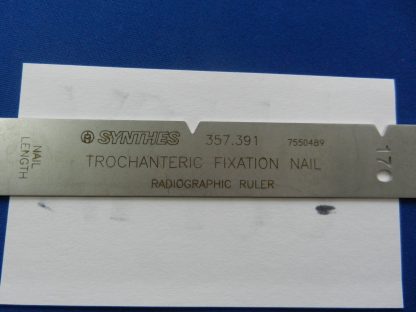 SYNTHES 357.391 7550489
TROCHANTERIC FIXATION NAIL
RADIOGRAPHIC RULER
NAIL
LENGTH
170